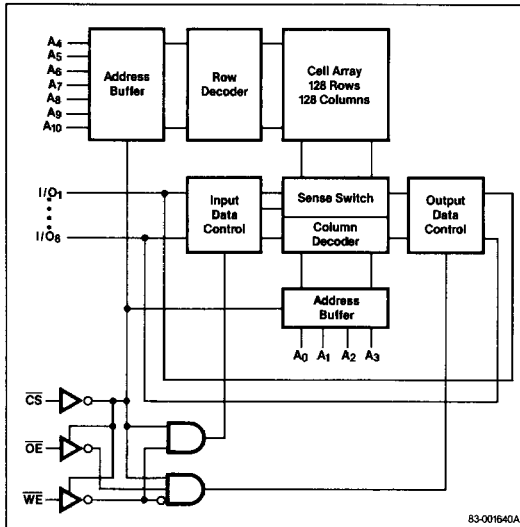 A4
A5
A6
A7
A8
A9
A10
Address
Buffer
Row
Decoder
Cell Array
128 Rows
128 Columns
I/O1
I/O8
Input
Data
Control
Sense Switch
Column
Decoder
Output
Data
Control
Address
Buffer
A0 A1 A2 A3
CS
OE
WE
83-001640A